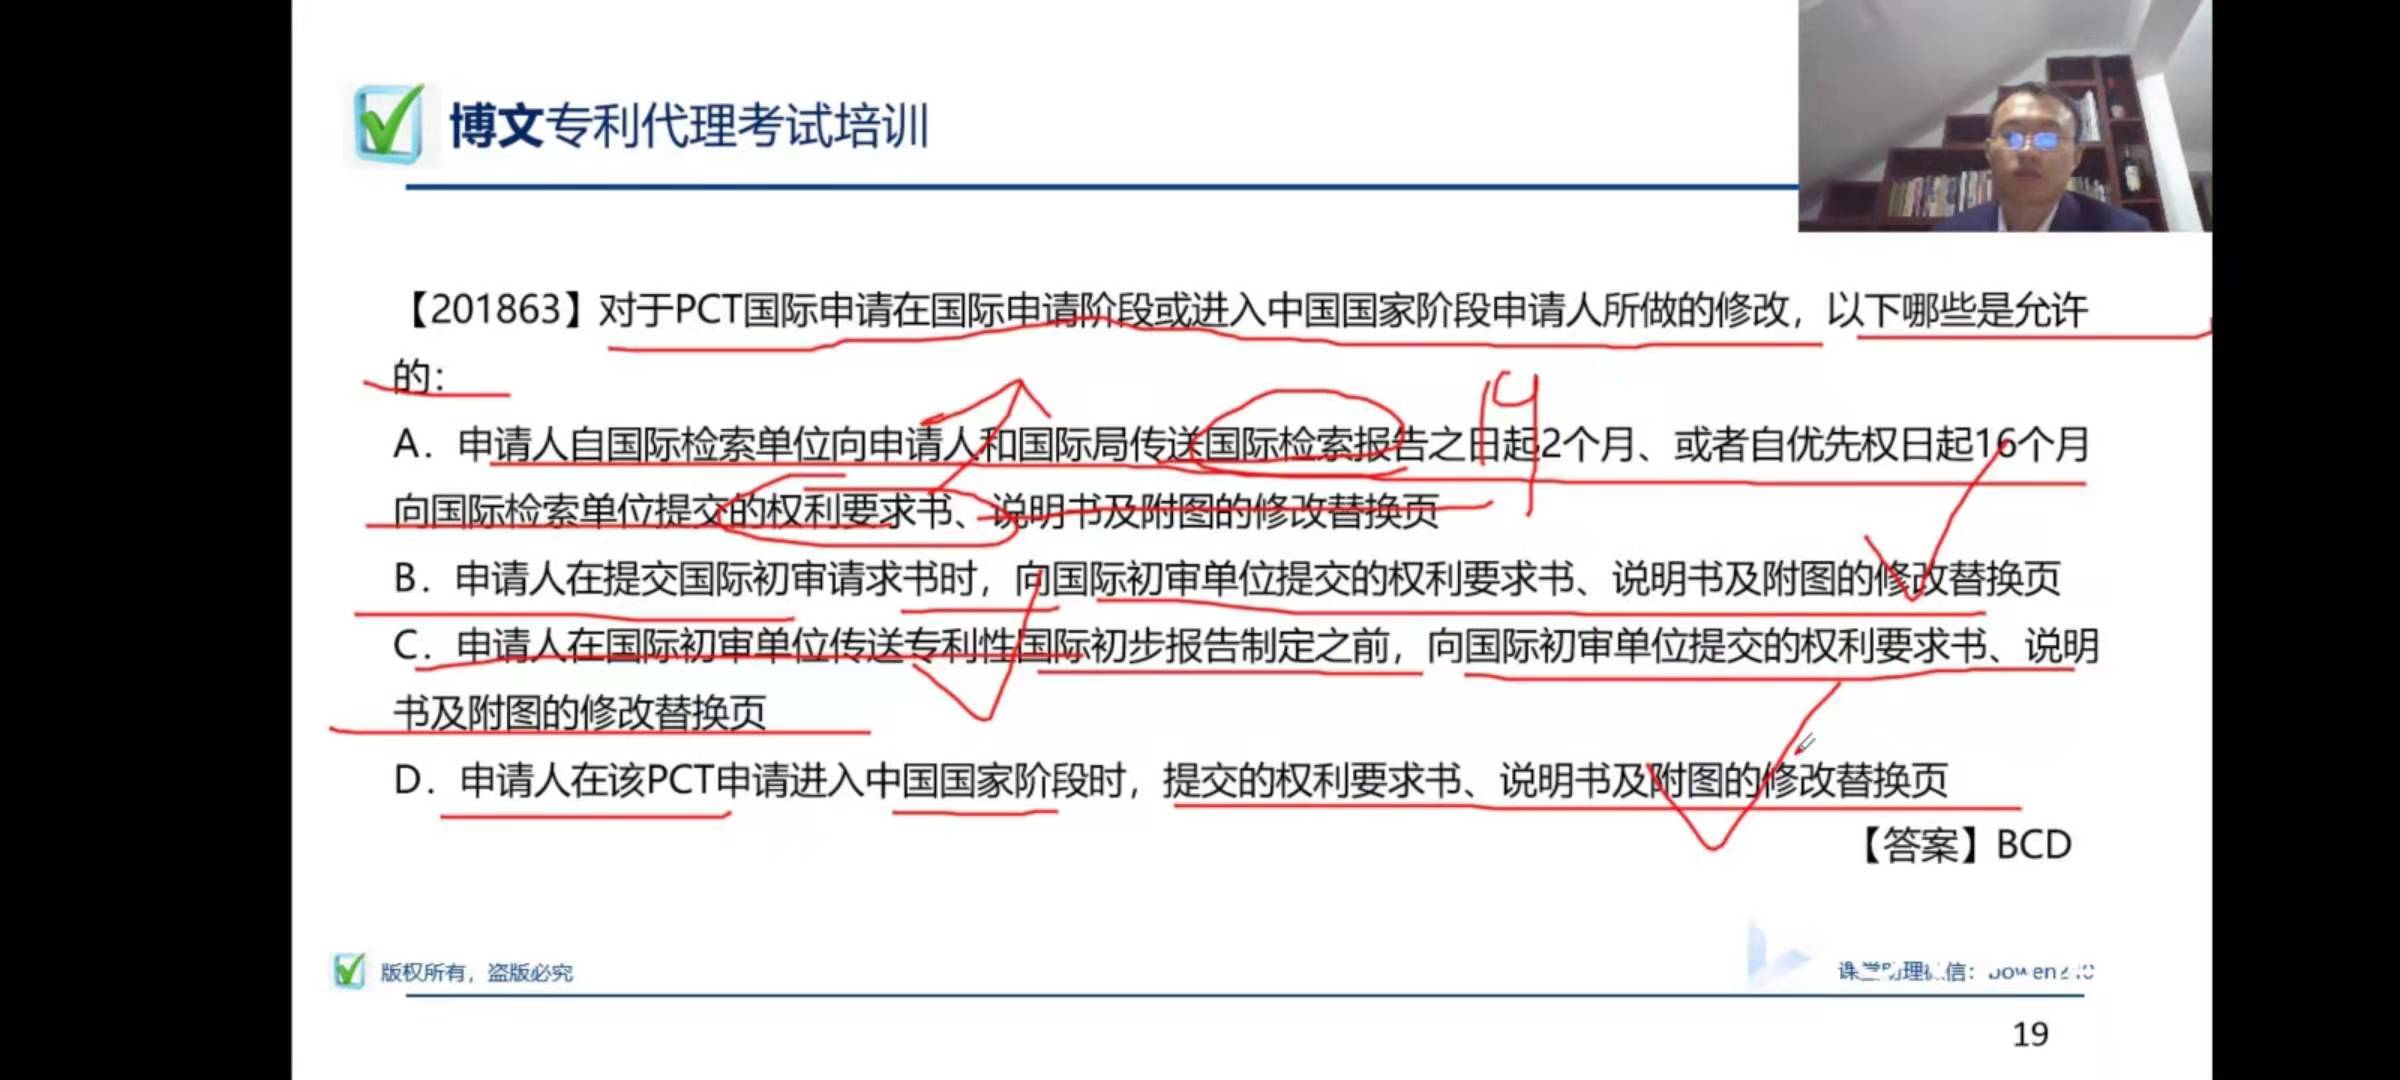 博文专利代理考试培训
【201863】对于PCT国际申请在国际申请阶段或进入中国国家阶段申请人所做的修改，以下哪些是允许
的：
A．申请人自国际检索单位向申请人和国际局传送国际检索报告之日起2个月、或者自优先权日起16个月
向国际检索单位提交的权利要求书、说明书及附图的修改替换页
B．申请人在提交国际初审请求书时，向国际初审单位提交的权利要求书、说明书及附图的修改替换页
C．申请人在国际初审单位传送专利性国际初步报告制定之前，向国际初审单位提交的权利要求书、说明
书及附图的修改替换页
D．申请人在该PCT申请进入中国国家阶段时，提交的权利要求书、说明书及附图的修改替换页
【答案】BCD
版权所有，盗版必究
19